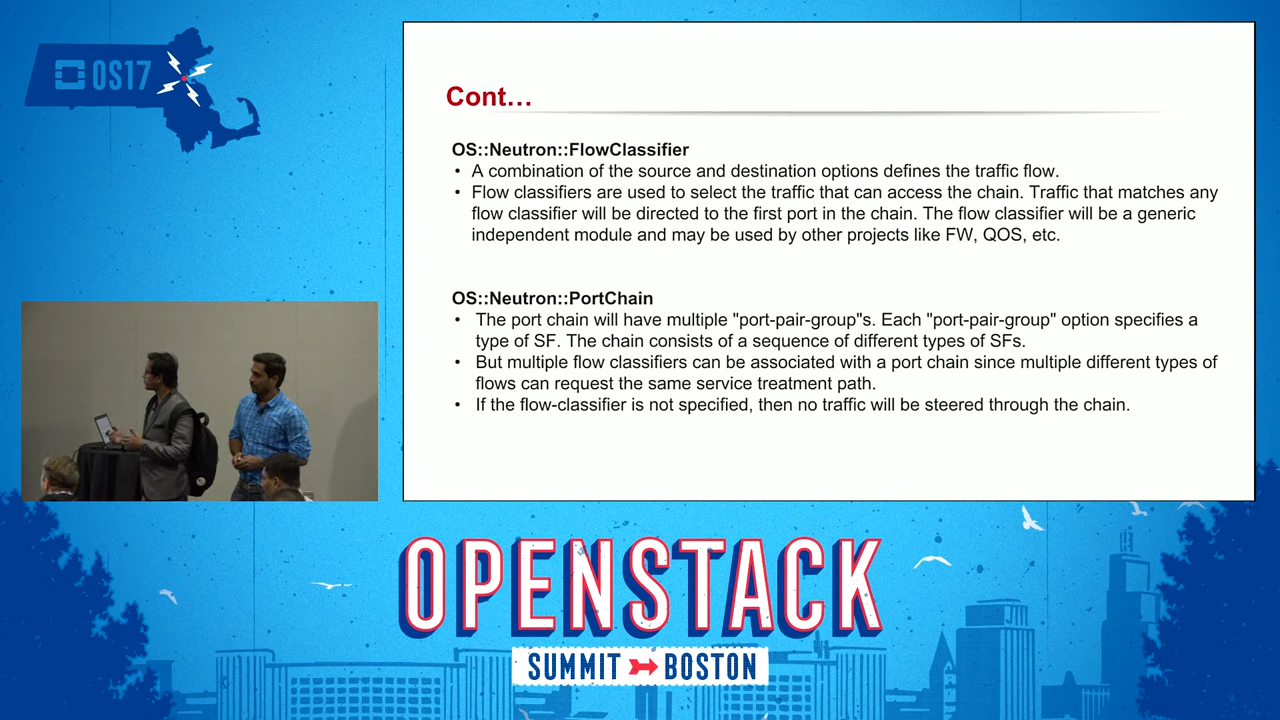 OS17
Cont…
OS::Neutron::FlowClassifier
• A combination of the source and destination options defines the traffic flow.
• Flow classifiers are used to select the traffic that can access the chain. Traffic that matches any
flow classifier will be directed to the first port in the chain. The flow classifier will be a generic
independent module and may be used by other projects like FW, QOS, etc.
OS::Neutron::PortChain
• The port chain will have multiple "port-pair-group"s. Each "port-pair-group" option specifies a
type of SF. The chain consists of a sequence of different types of SFs.
• But multiple flow classifiers can be associated with a port chain since multiple different types of
flows can request the same service treatment path.
• If the flow-classifier is not specified, then no traffic will be steered through the chain.
OPENSTACK
SUMMIT BOSTON